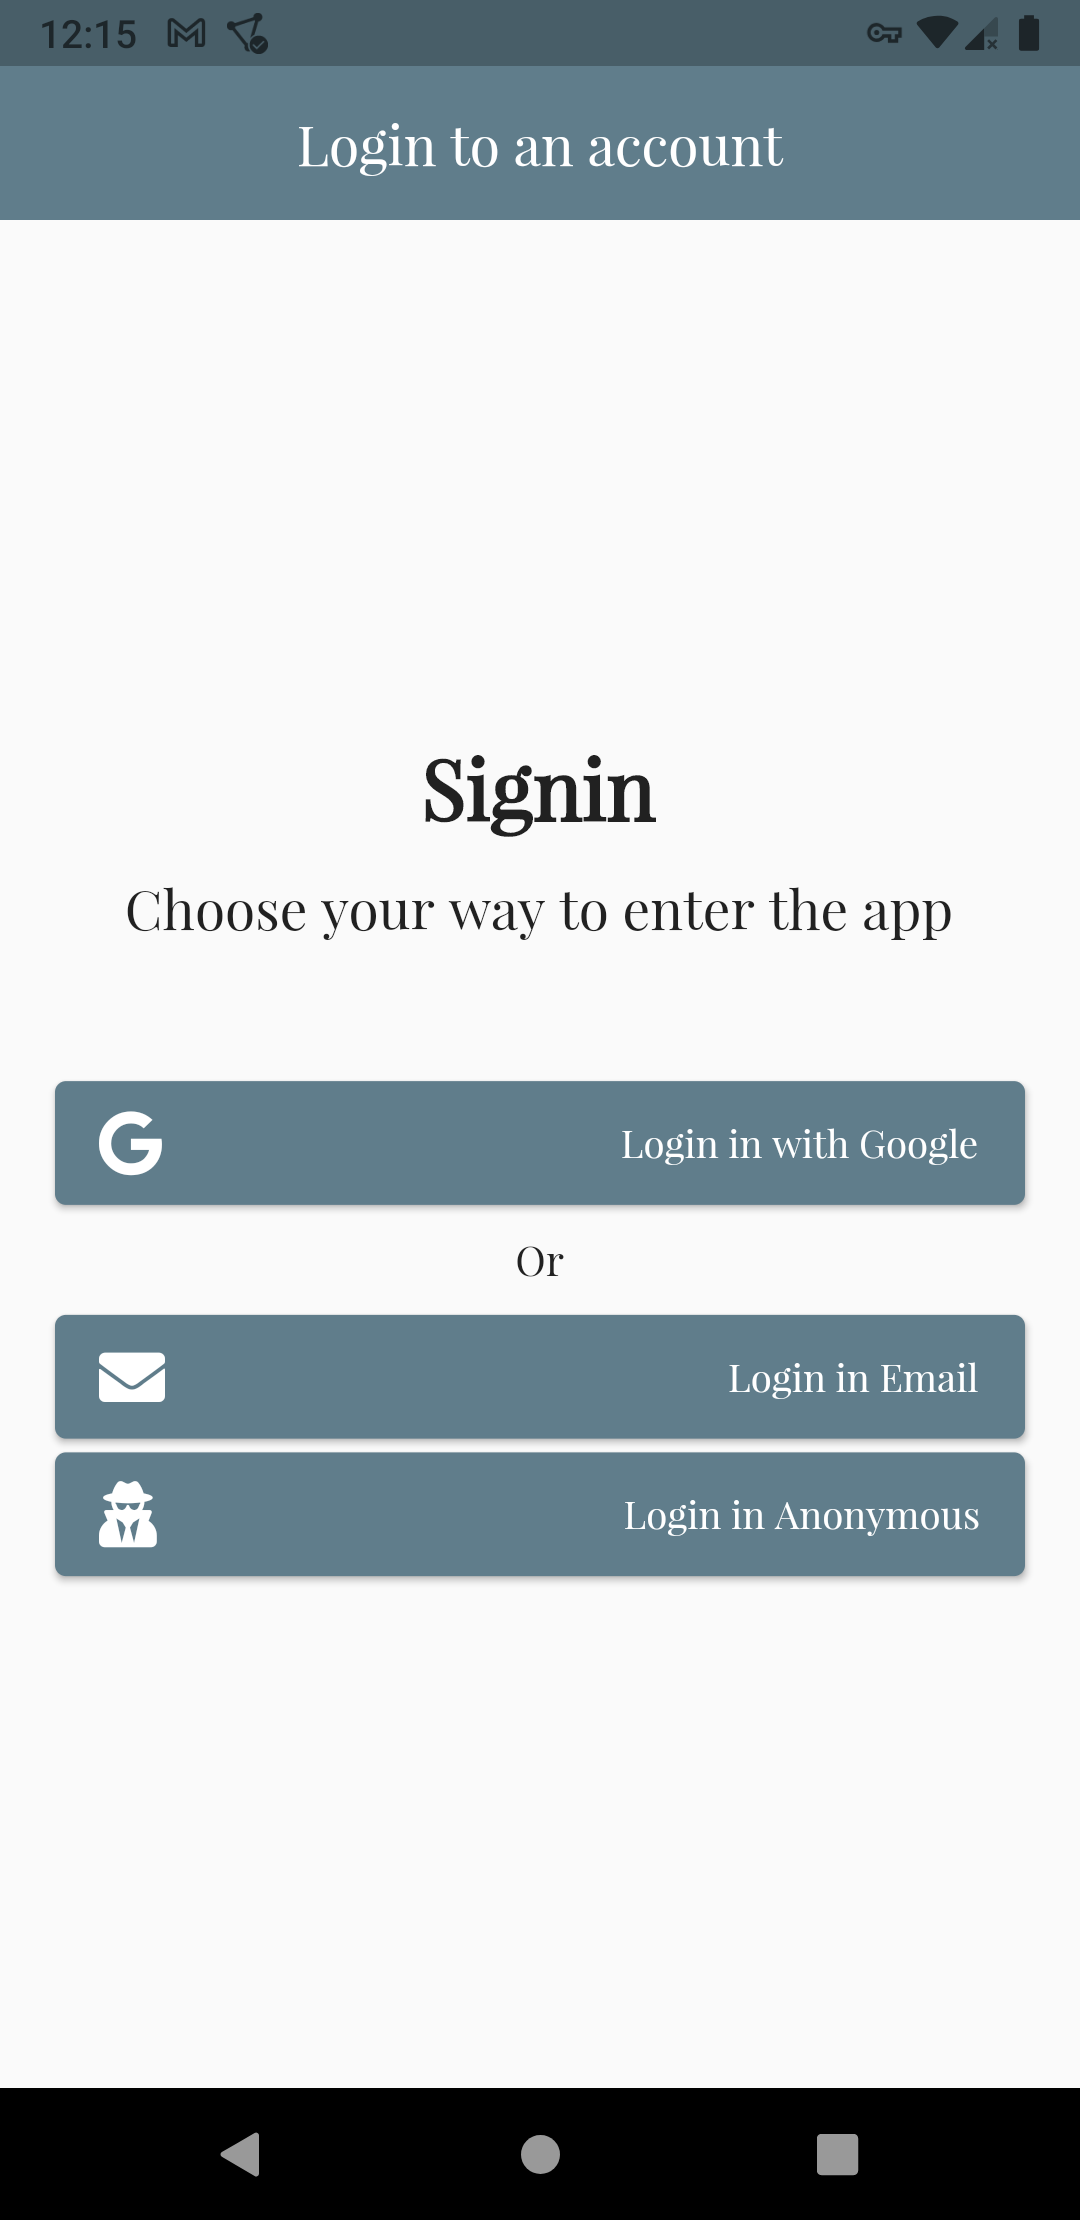 12:15
Login to an account
Signin
Choose your way to enter the app
Login in with Google
Or
Login in Email
Login in Anonymous